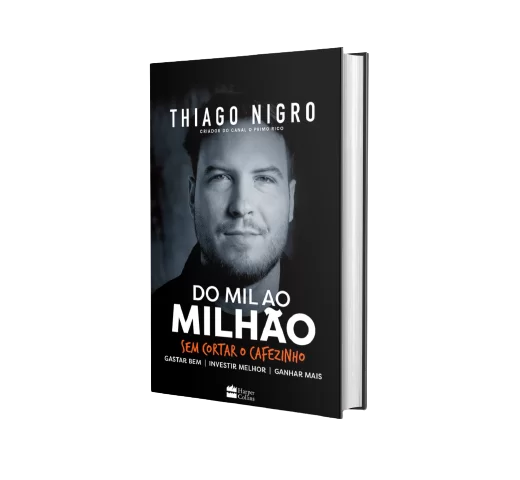 THIAGO NIGRO
CRIADOR DO CANAL O PRIMO RICO
DO MIL AO
MILHÃO
SEM CORTAR O CAFEZINHO
GASTAR BEM | INVESTIR MELHOR | GANHAR MAIS
Harper
Collins